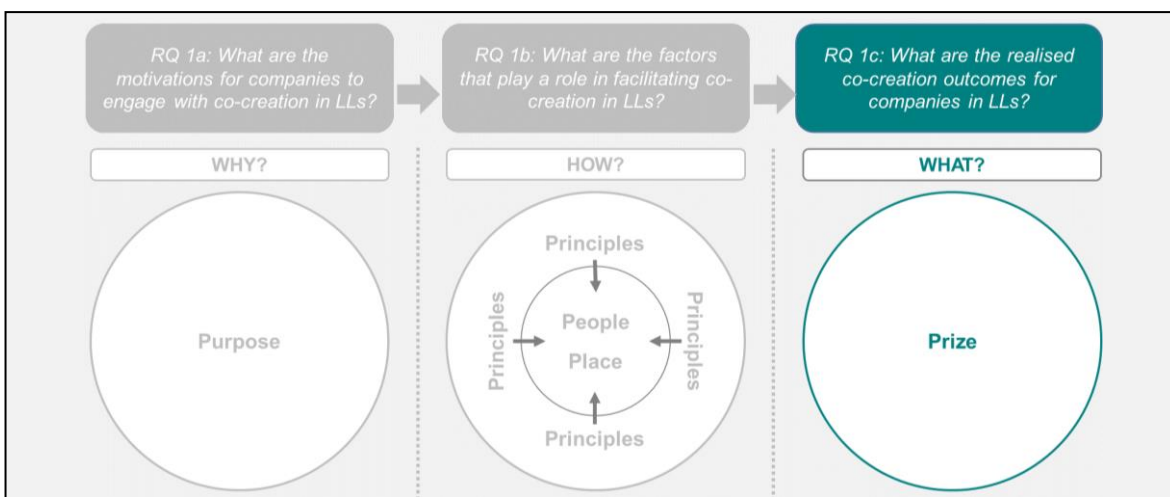 RQ 1a: What are the
motivations for companies to
engage with co-creation in LLs?
RQ 1b: What are the factors
that play a role in facilitating co-
creation in LLs?
RQ 1c: What are the realised
co-creation outcomes for
companies in LLs?
WHY?
HOW?
WHAT?
Purpose
Principles
Principles
People
Place
Principles
Principles
Prize